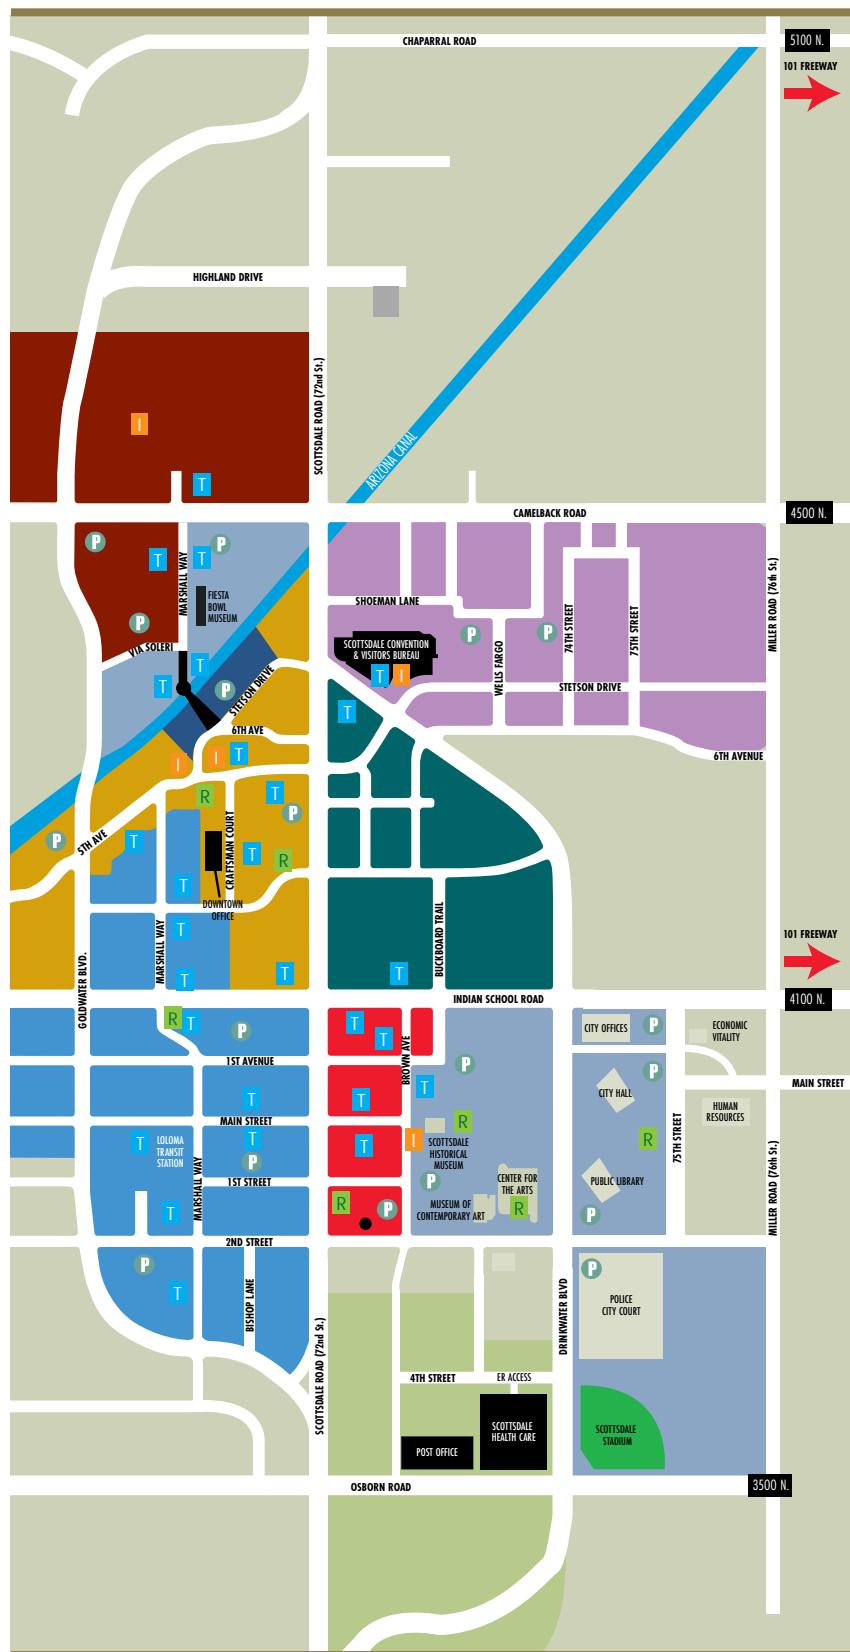 CHAPARRAL ROAD
5100 N.
101 FREEWAY
HIGHLAND DRIVE
SCOTTSDALE ROAD (72nd St.)
I
ARIZONA CANAL
T
CAMELBACK ROAD
4500 N.
P
P
T
T
MARSHALL WAY
FIESTA
BOWL
MUSEUM
SHOEMAN LANE
74TH STREET
75TH STREET
MILLER ROAD (76th St.)
P
P
P
VIA SOLERI
T
T
P
STETSON DRIVE
SCOTTSDALE CONVENTION
& VISITORS BUREAU
T
I
WELLS FARGO
STETSON DRIVE
T
6TH AVE
I
I
T
6TH AVENUE
R
T
P
P
5TH AVE
T
CRAFTSMAN COURT
T
R
T
DOWNTOWN
OFFICE
MARSHALL WAY
T
T
T
T
BUCKBOARD TRAIL
GOLDWATER BLVD.
101 FREEWAY
INDIAN SCHOOL ROAD
4100 N.
R
T
P
T
T
BROWN AVE
CITY OFFICES
P
ECONOMIC
VITALITY
1ST AVENUE
P
T
P
CITY HALL
MAIN STREET
T
T
HUMAN
RESOURCES
MAIN STREET
R
T
LOLOMA
TRANSIT
STATION
T
P
T
I
SCOTTSDALE
HISTORICAL
MUSEUM
R
75TH STREET
MILLER ROAD (76th St.)
MARSHALL WAY
1ST STREET
P
CENTER FOR
THE ARTS
PUBLIC LIBRARY
T
R
P
MUSEUM OF
CONTEMPORARY ART
R
P
2ND STREET
P
T
BISHOP LANE
P
SCOTTSDALE ROAD (72nd St.)
DRINKWATER BLVD
POLICE
CITY COURT
4TH STREET
ER ACCESS
SCOTTSDALE
HEALTH CARE
SCOTTSDALE
STADIUM
POST OFFICE
OSBORN ROAD
3500 N.